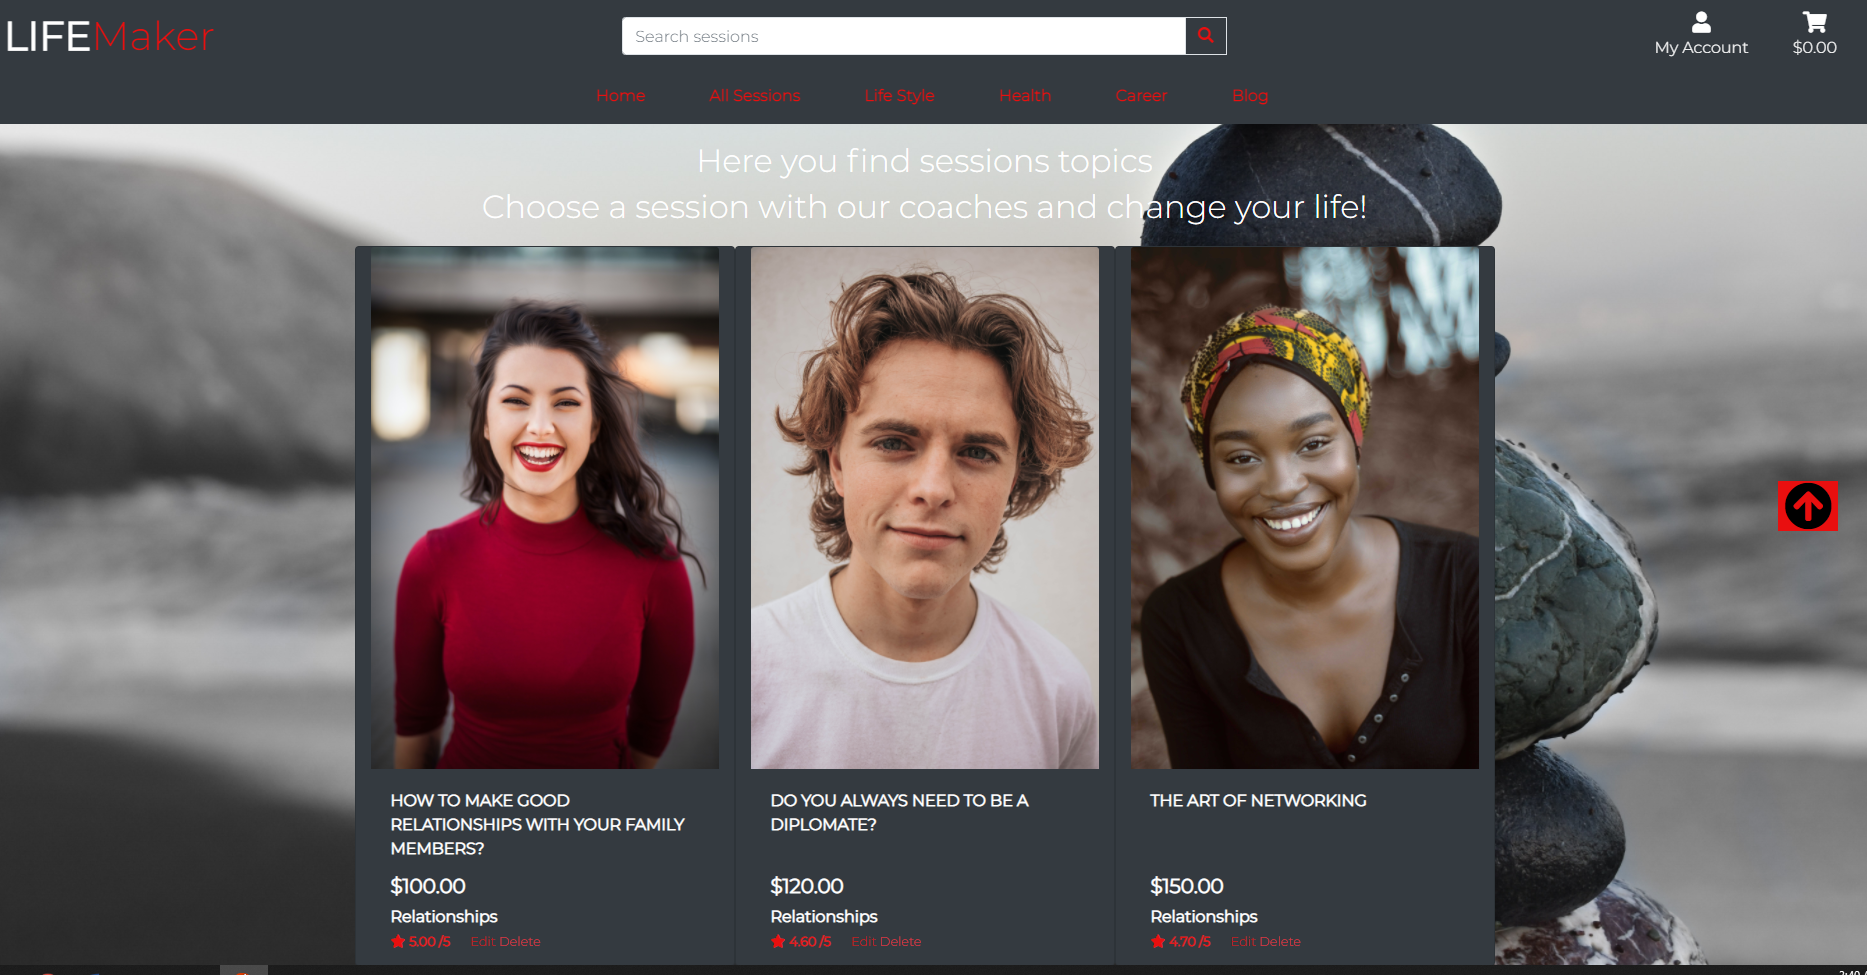 LIFEMaker
Search sessions
My Account
$0.00
Home All Sessions Life Style Health Career Blog
Here you find sessions topics
Choose a session with our coaches and change your life!
HOW TO MAKE GOOD
RELATIONSHIPS WITH YOUR FAMILY
MEMBERS?
$100.00
Relationships
5.00 /5 Edit Delete
DO YOU ALWAYS NEED TO BE A
DIPLOMATE?
$120.00
Relationships
4.60 /5 Edit Delete
THE ART OF NETWORKING
$150.00
Relationships
4.70 /5 Edit Delete